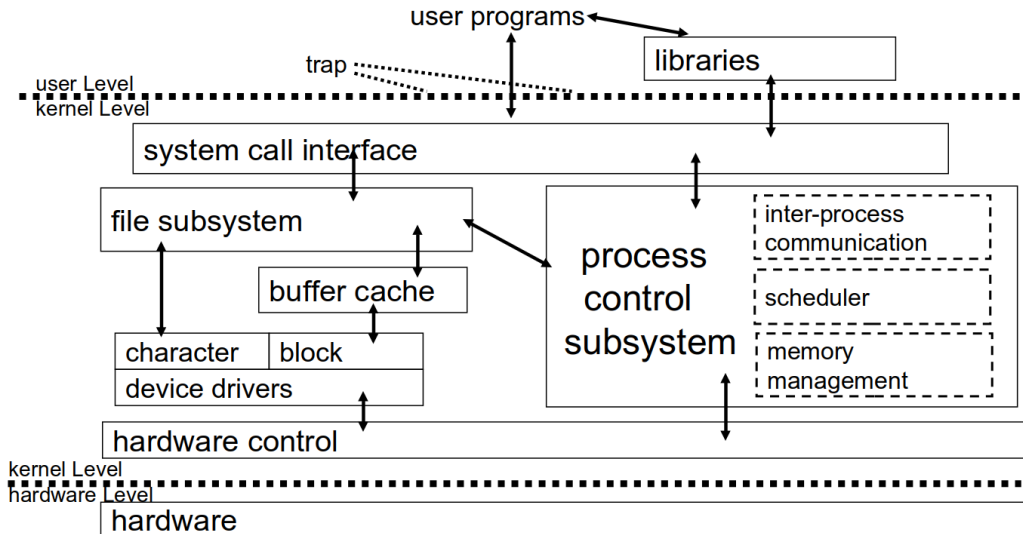 user programs
libraries
trap
user Level
kernel Level
system call interface
file subsystem
inter-process
communication
process
control
subsystem
buffer cache
scheduler
character
block
memory
management
device drivers
hardware control
kernel Level
hardware Level
hardware